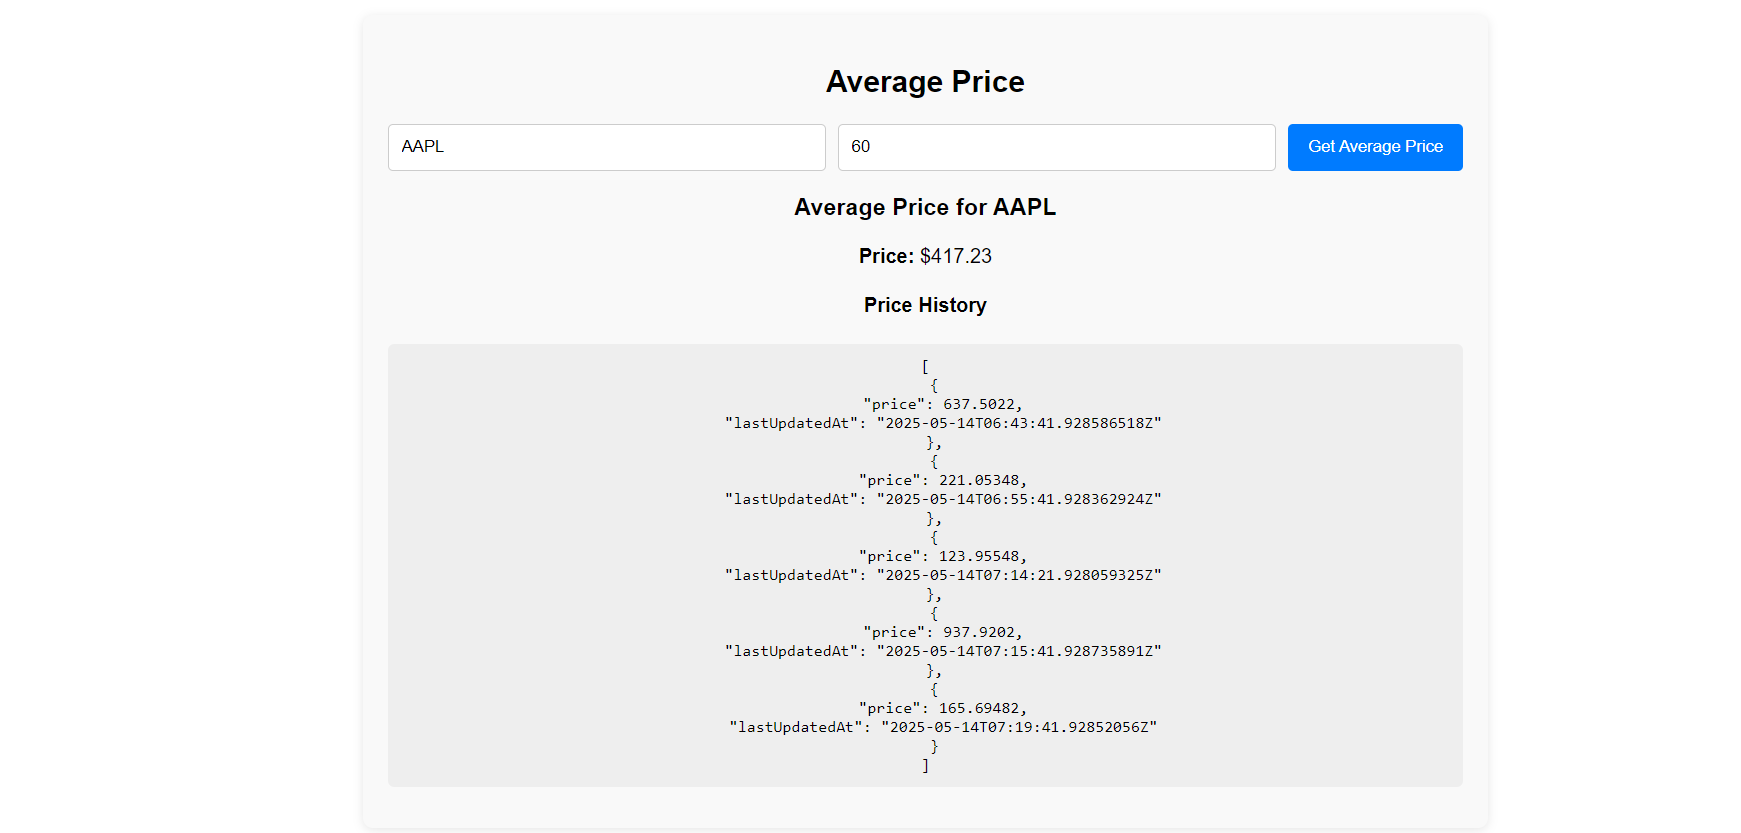 Average Price
AAPL
60
Get Average Price
Average Price for AAPL
Price: $417.23
Price History
[
{
"price": 637.5022,
"lastUpdatedAt": "2025-05-14T06:43:41.928586518Z"
},
{
"price": 221.05348,
"lastUpdatedAt": "2025-05-14T06:55:41.928362924Z"
},
{
"price": 123.95548,
"lastUpdatedAt": "2025-05-14T07:14:21.928059325Z"
},
{
"price": 937.9202,
"lastUpdatedAt": "2025-05-14T07:15:41.928735891Z"
},
{
"price": 165.69482,
"lastUpdatedAt": "2025-05-14T07:19:41.92852056Z"
}
]